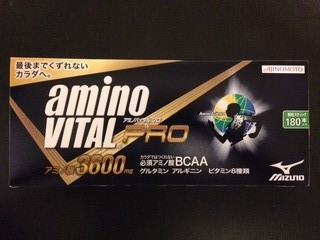 最後までくずれない
カラダへ。
AJINOMOTO
amino
アミノバイタル プロ
VITAL PRO
顆粒スティック
180本
アミノ酸3600mg
カラダではつくれない
必須アミノ酸BCAA
グルタミン アルギニン ビタミン8種類
MIZUNO